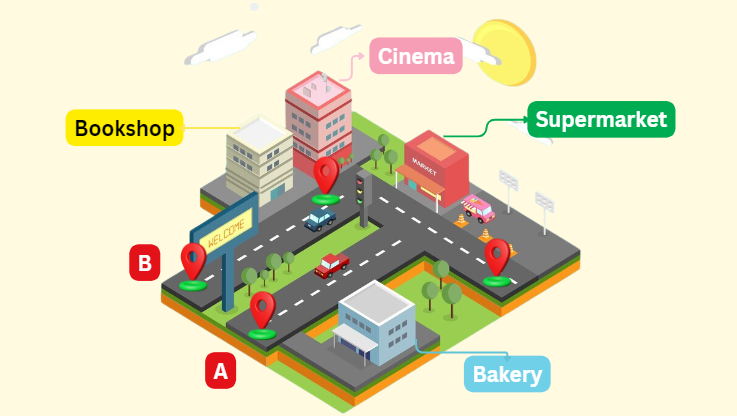 Cinema
Supermarket
Bookshop
MARKET
WELCOME
B
A
Bakery